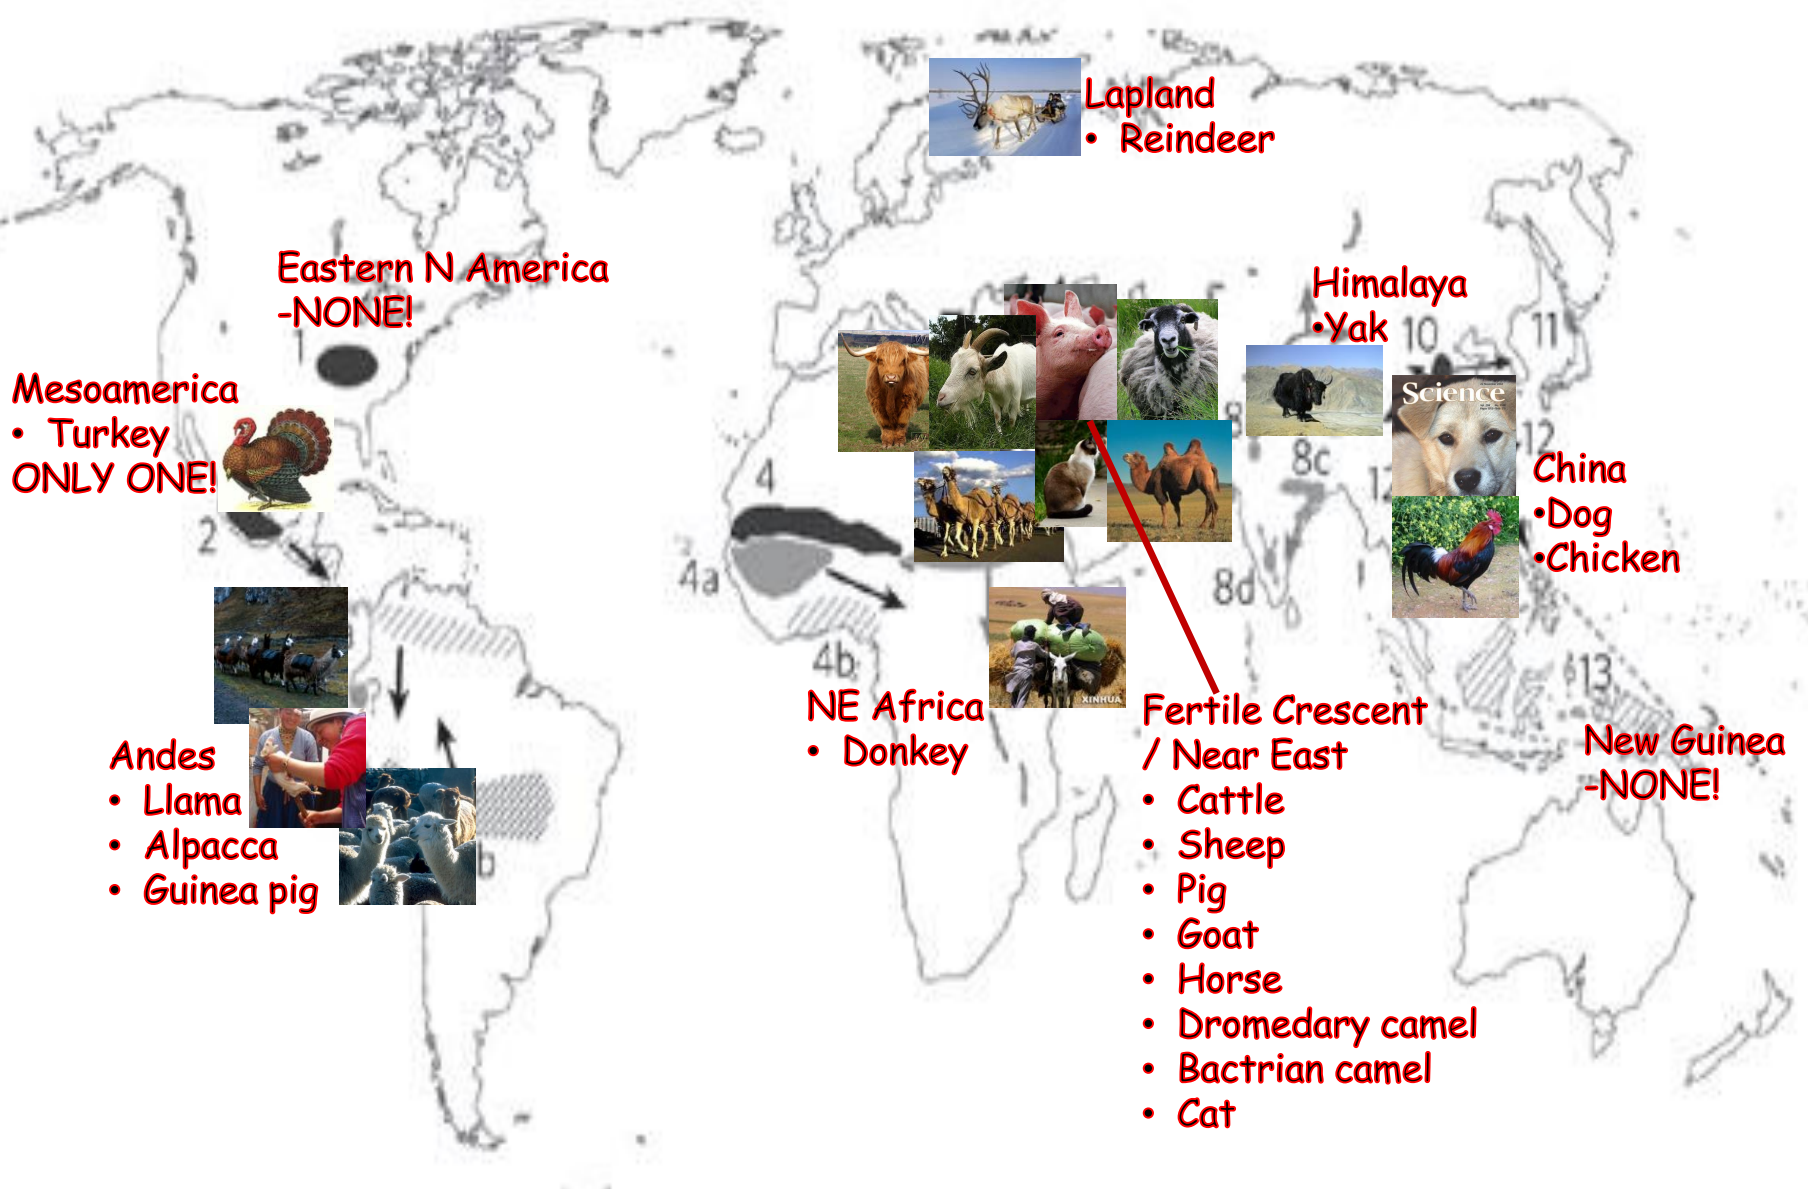 Lapland
• Reindeer
Eastern N America
-NONE!
1
Himalaya
•Yak
10
11
Mesoamerica
• Turkey
ONLY ONE!
2
Science
12
8c
China
•Dog
•Chicken
4
4a
4b
8d
XINHUA
NE Africa
• Donkey
13
New Guinea
-NONE!
Andes
• Llama
• Alpacca
• Guinea pig
b
Fertile Crescent
/ Near East
• Cattle
• Sheep
• Pig
• Goat
• Horse
• Dromedary camel
• Bactrian camel
• Cat